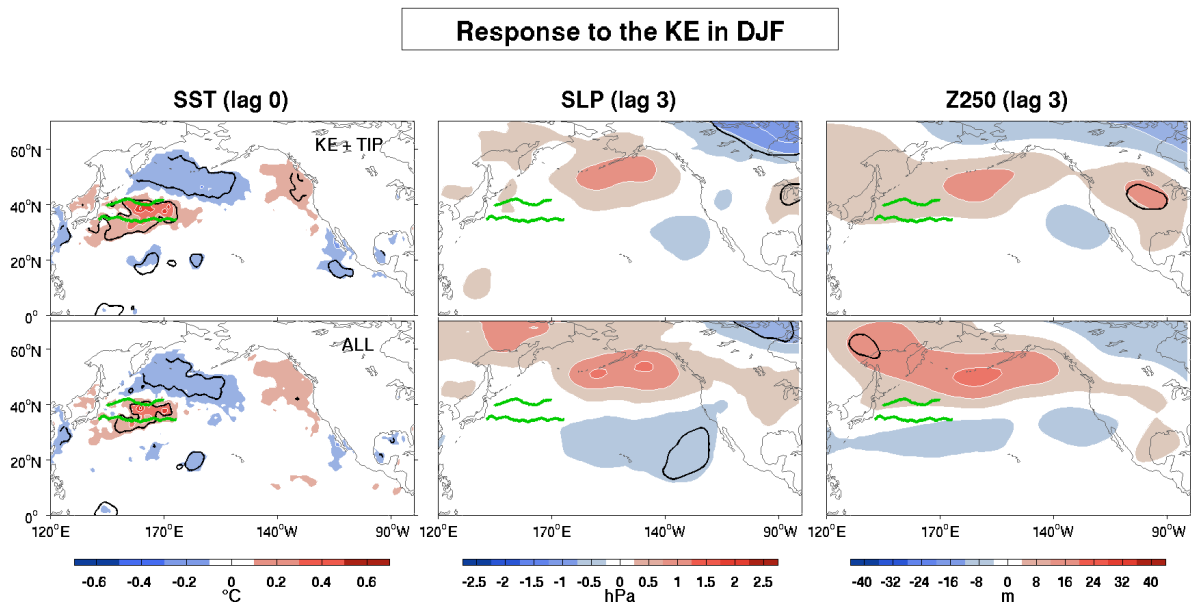 Response to the KE in DJF
SST (lag 0)
SLP (lag 3)
Z250 (lag 3)
KE ± TIP
60°N
40°N
20°N
0°
ALL
60°N
40°N
20°N
0°
120°E 170°E 140°W 90°W
120°E 170°E 140°W 90°W
120°E 170°E 140°W 90°W
-0.6 -0.4 -0.2 0 0.2 0.4 0.6
°C
-2.5 -1.5 -1 -0.5 0 0.5 1 1.5 2 2.5
hPa
-40 -32 -24 -16 -8 0 8 16 24 32 40
m